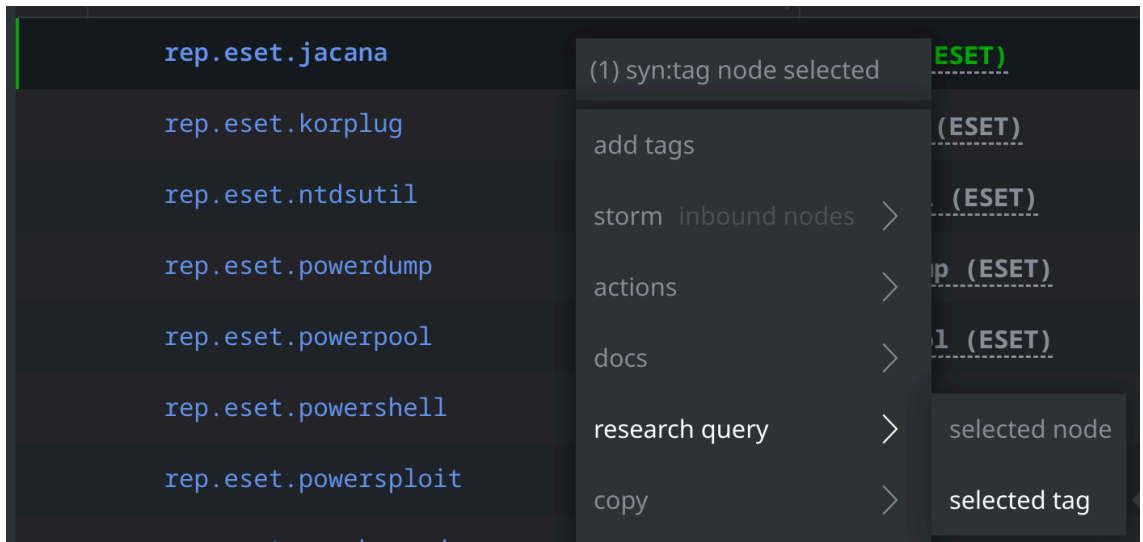 rep.eset.jacana
ESET)
(1) syn:tag node selected
rep.eset.korplug
(ESET)
add tags
rep.eset.ntdsutil
(ESET)
storm inbound nodes
rep.eset.powerdump
p (ESET)
actions
rep.eset.powerpool
l (ESET)
docs
rep.eset.powershell
research query
selected node
rep.eset.powersploit
copy
selected tag